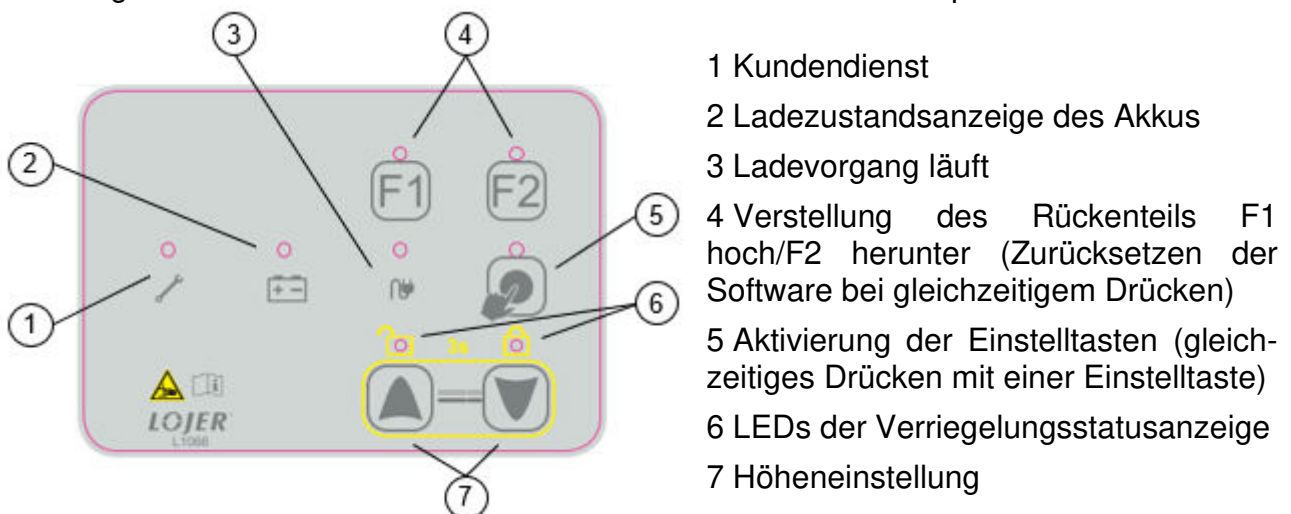 3
4
1 Kundendienst
2 Ladezustandsanzeige des Akkus
3 Ladevorgang läuft
4 Verstellung des Rückenteils F1
hoch/F2 herunter (Zurücksetzen der
Software bei gleichzeitigem Drücken)
5 Aktivierung der Einstelltasten (gleich-
zeitiges Drücken mit einer Einstelltaste)
6 LEDs der Verriegelungsstatusanzeige
7 Höheneinstellung
2
F1 F2
5
+ -
1
6
3s
i
LOJER
L1066
7